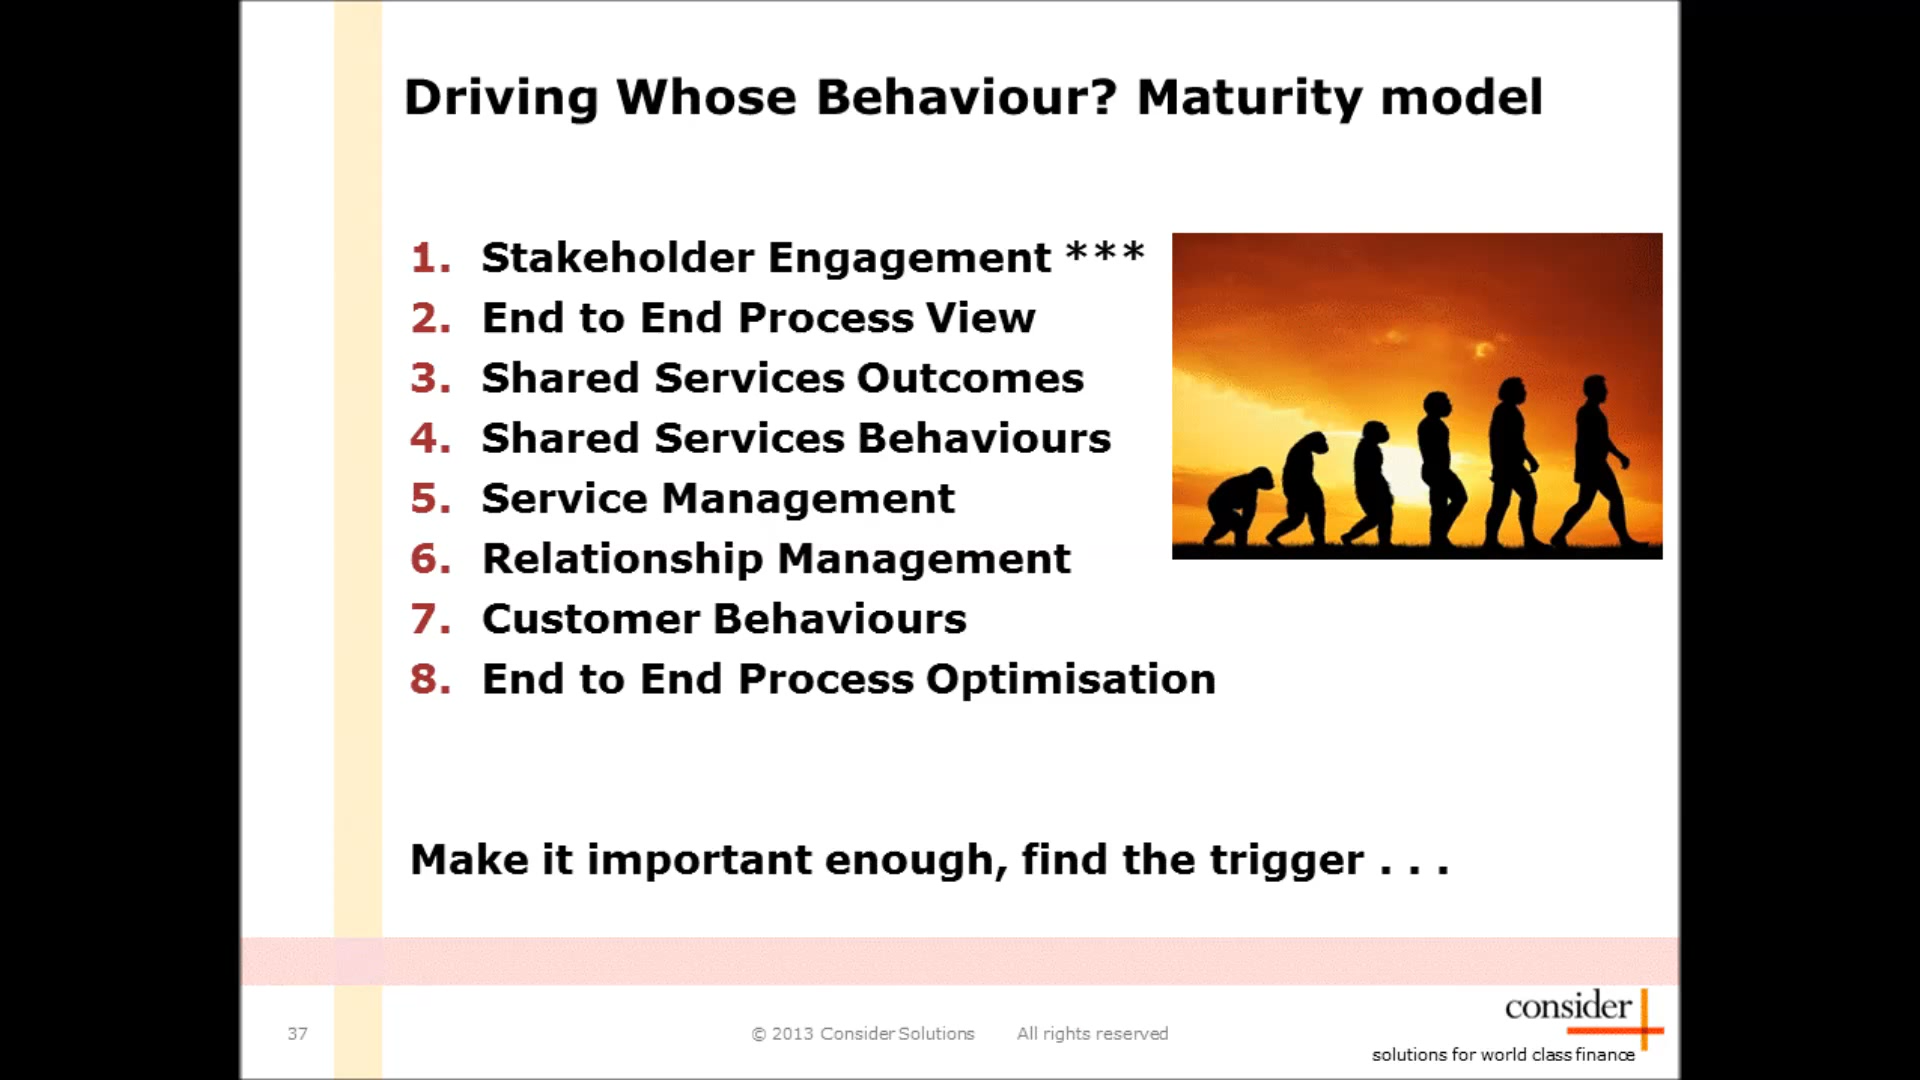 Driving Whose Behaviour? Maturity model
1. Stakeholder Engagement ***
2. End to End Process View
3. Shared Services Outcomes
4. Shared Services Behaviours
5. Service Management
6. Relationship Management
7. Customer Behaviours
8. End to End Process Optimisation
Make it important enough, find the trigger . . .
37
© 2013 Consider Solutions All rights reserved
consider
solutions for world class finance